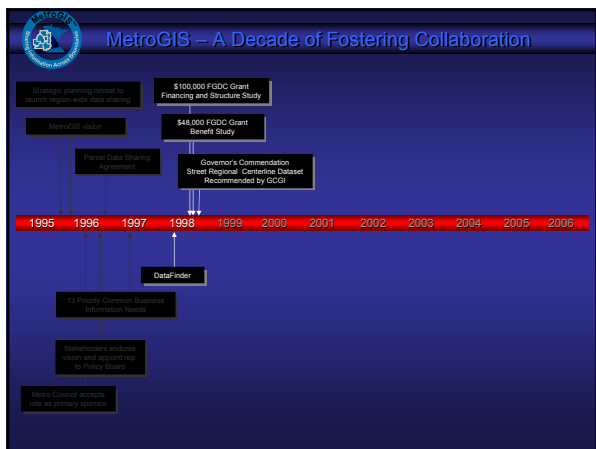 MetroGIS
Sharing Information Across Boundaries
MetroGIS – A Decade of Fostering Collaboration
Strategic planning retreat to
launch region-wide data sharing
$100,000 FGDC Grant
Financing and Structure Study
MetroGIS vision
$48,000 FGDC Grant
Benefit Study
Parcel Data Sharing
Agreement
Governor's Commendation
Street Regional Centerline Dataset
Recommended by GCGI
1995 1996 1997 1998 1999 2000 2001 2002 2003 2004 2005 2006
DataFinder
13 Priority Common Business
Information Needs
Stakeholders endorse
vision and appoint rep
to Policy Board
Metro Council accepts
role as primary sponsor